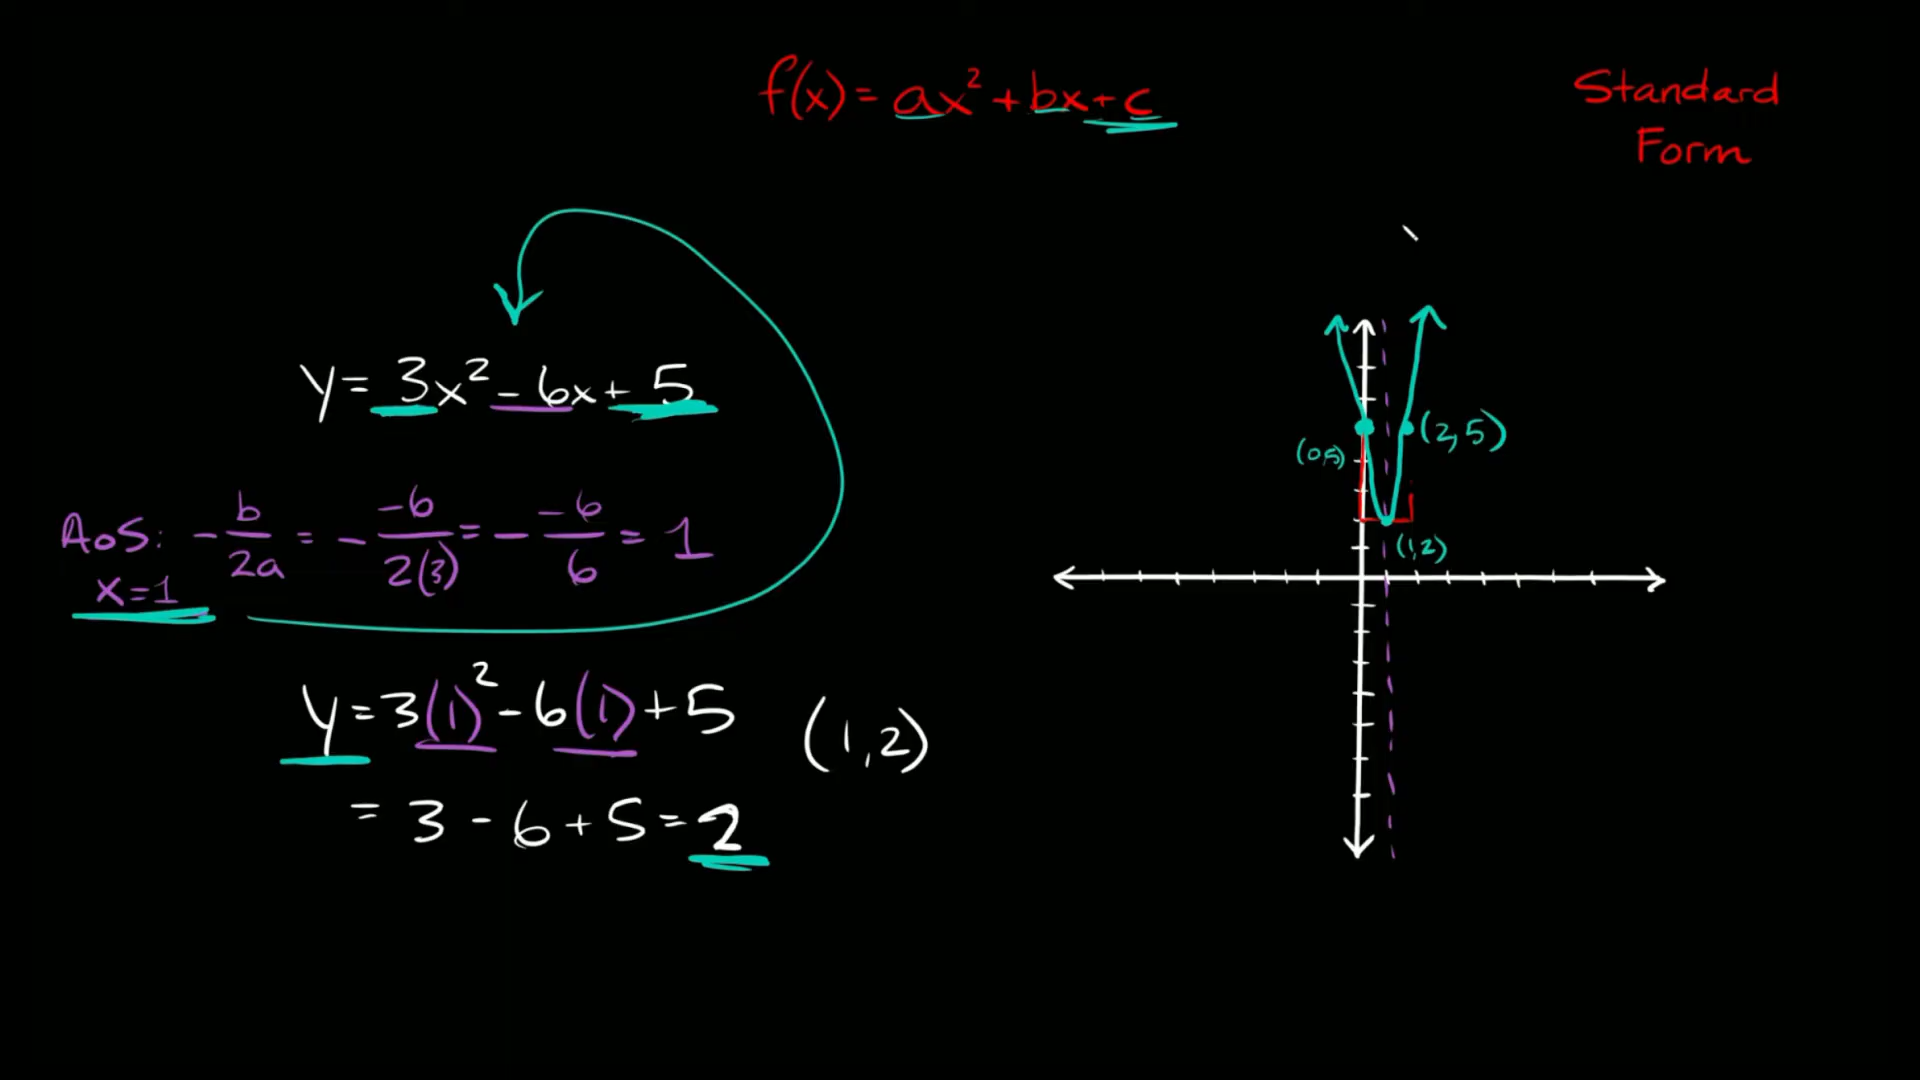 f(x) = ax² + bx + c
Standard
Form
y = 3x² - 6x + 5
AoS: -b/2a = - -6/2(3) = - -6/6 = 1
x = 1
y = 3(1)² - 6(1) + 5
(1,2)
= 3 - 6 + 5 = 2
(2,5)
(0,5)
(1,2)